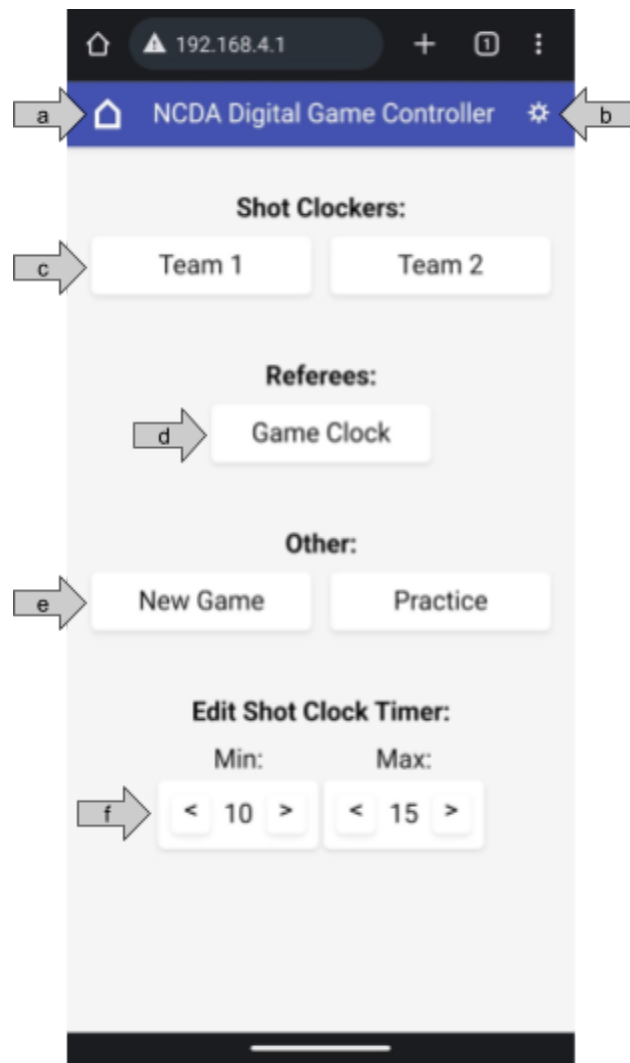 192.168.4.1 1
a NCDA Digital Game Controller b
Shot Clockers:
c Team 1 Team 2
Referees:
d Game Clock
Other:
e New Game Practice
Edit Shot Clock Timer:
Min: Max:
f < 10 > < 15 >